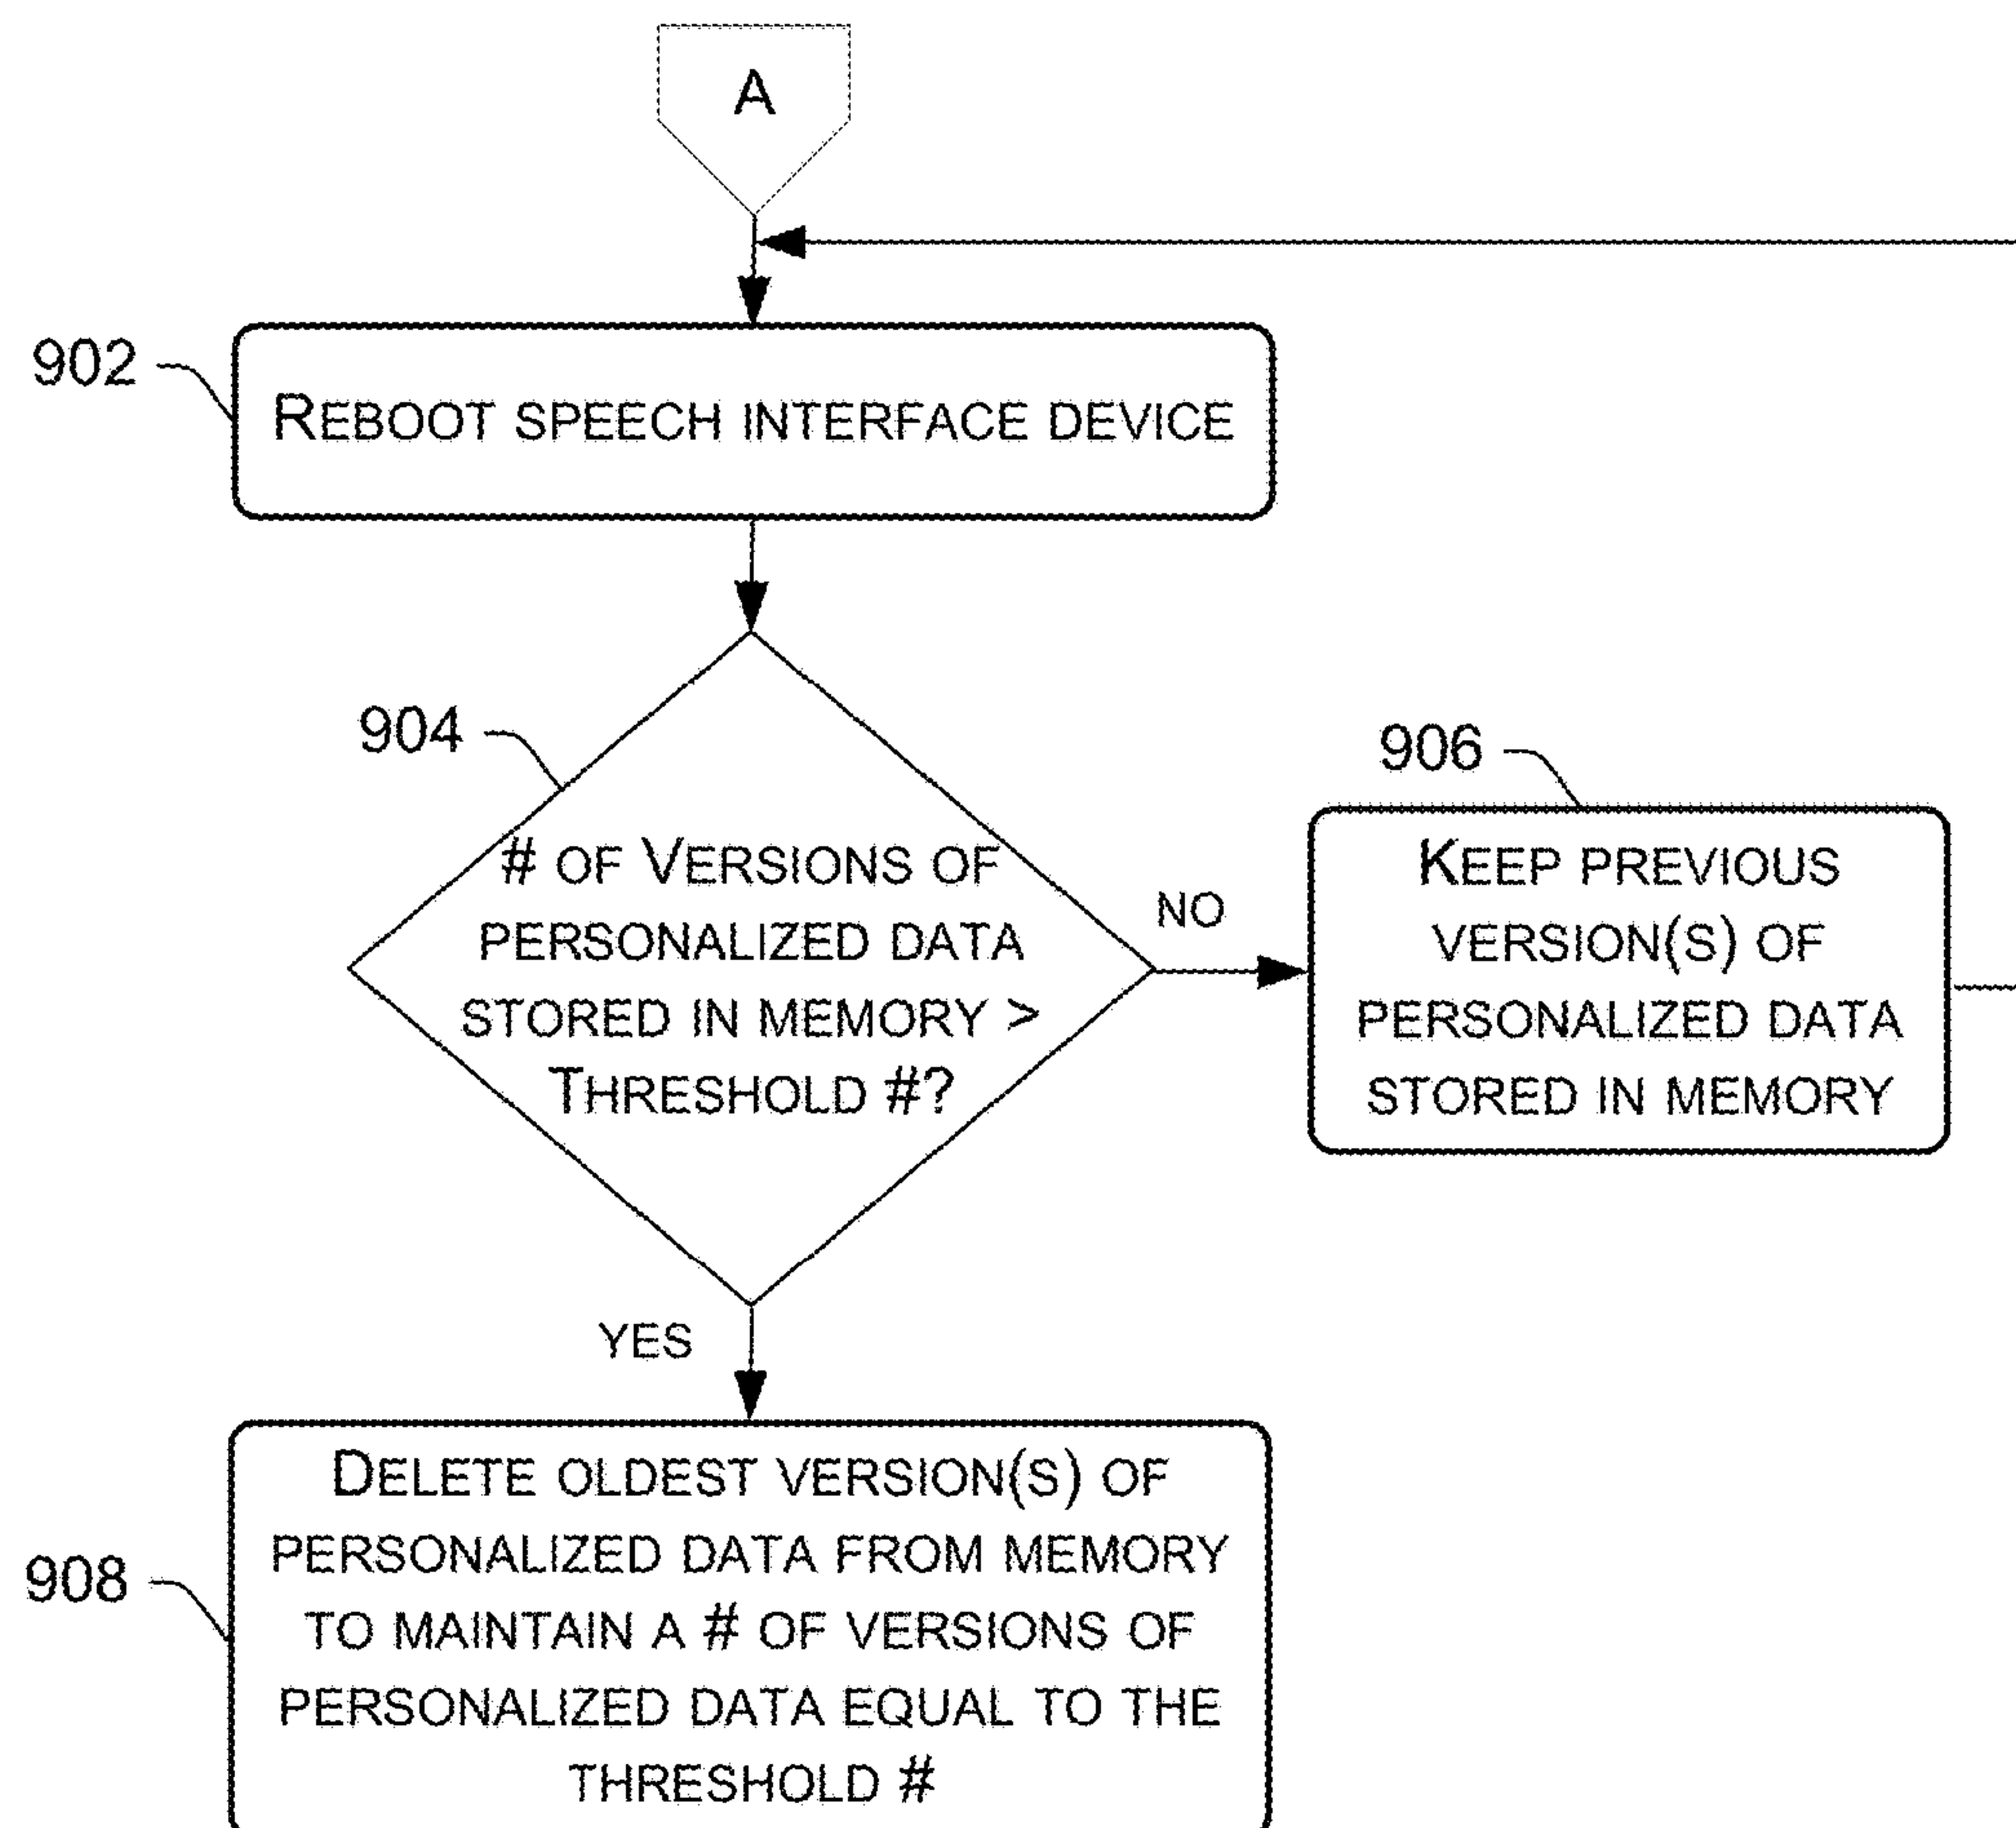 A
902
REBOOT SPEECH INTERFACE DEVICE
904
# OF VERSIONS OF
PERSONALIZED DATA
STORED IN MEMORY >
THRESHOLD #?
NO
906
KEEP PREVIOUS
VERSION(S) OF
PERSONALIZED DATA
STORED IN MEMORY
YES
908
DELETE OLDEST VERSION(S) OF
PERSONALIZED DATA FROM MEMORY
TO MAINTAIN A # OF VERSIONS OF
PERSONALIZED DATA EQUAL TO THE
THRESHOLD #